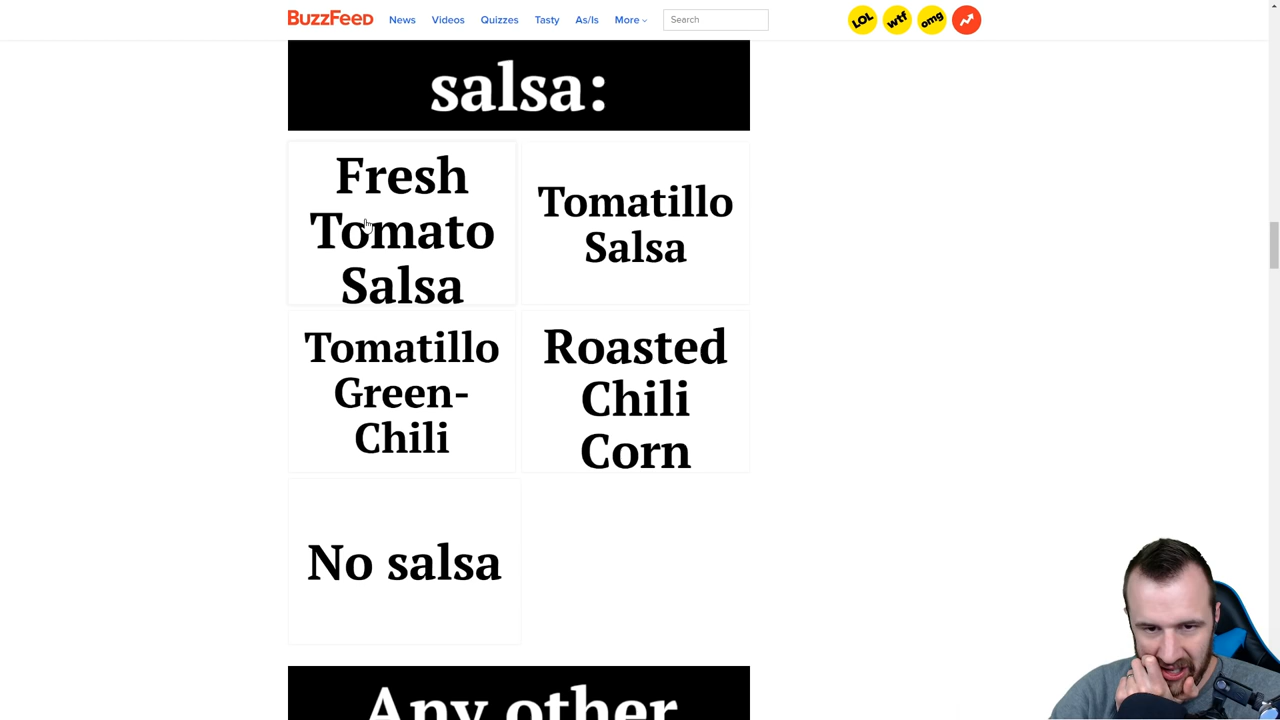 BuzzFeed News Videos Quizzes Tasty As/Is More Search LOL wtf omg
salsa:
Fresh
Tomato
Salsa
Tomatillo
Salsa
Tomatillo
Green-
Chili
Roasted
Chili
Corn
No salsa
Any other